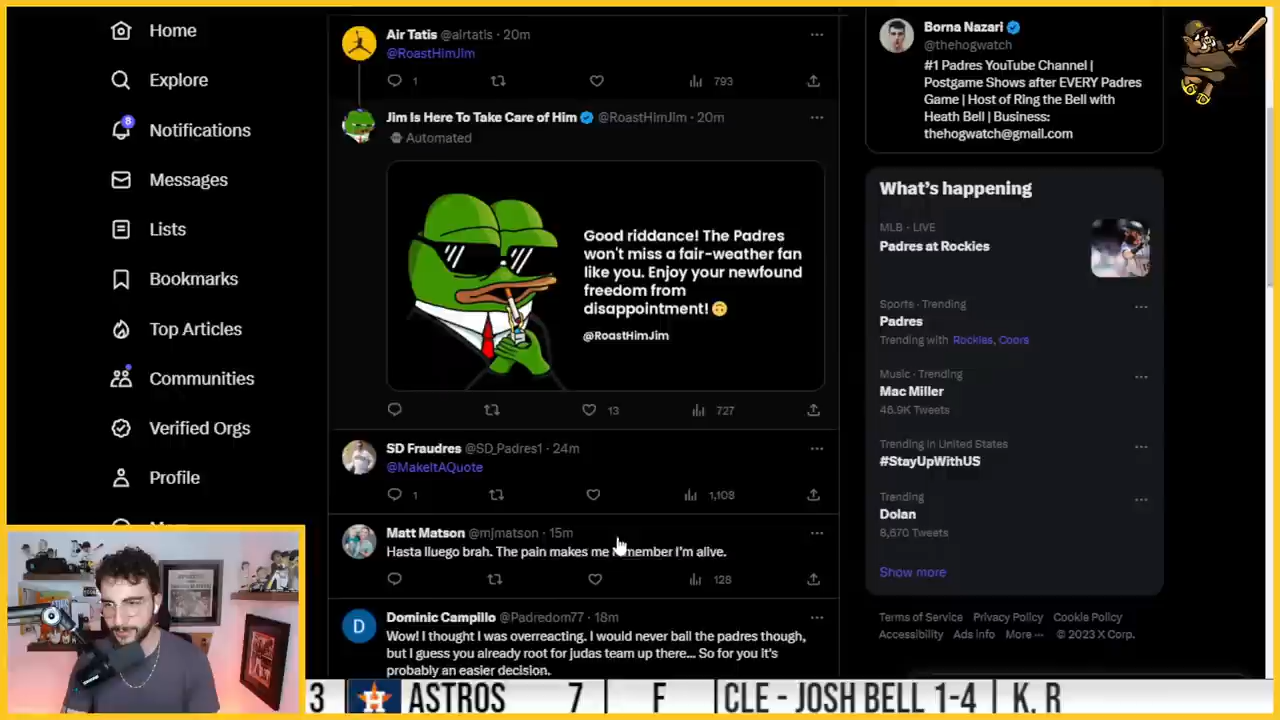 Home
Explore
8
Notifications
Messages
Lists
Bookmarks
Top Articles
Communities
Verified Orgs
Profile
Air Tatis @airtatis · 20m
@RoastHimJim
1 793
Jim Is Here To Take Care of Him @RoastHimJim · 20m
Automated
Good riddance! The Padres
won't miss a fair-weather fan
like you. Enjoy your newfound
freedom from
disappointment! 🙃
@RoastHimJim
13 727
SD Fraudres @SD_Padres1 · 24m
@MakeItAQuote
1 1,108
Matt Matson @mjmatson · 15m
Hasta lluego brah. The pain makes me remember I'm alive.
128
D
Dominic Campillo @Padredom77 · 18m
Wow! I thought I was overreacting. I would never bail the padres though,
but I guess you already root for judas team up there... So for you it's
probably an easier decision.
Borna Nazari
@thehogwatch
#1 Padres YouTube Channel |
Postgame Shows after EVERY Padres
Game | Host of Ring the Bell with
Heath Bell | Business:
thehogwatch@gmail.com
What's happening
MLB · LIVE
Padres at Rockies
Sports · Trending
Padres
Trending with Rockies, Coors
Music · Trending
Mac Miller
46.9K Tweets
Trending in United States
#StayUpWithUS
Trending
Dolan
8,670 Tweets
Show more
Terms of Service Privacy Policy Cookie Policy
Accessibility Ads info More ··· © 2023 X Corp.
3 H ASTROS 7 F CLE - JOSH BELL 1-4 | K, R